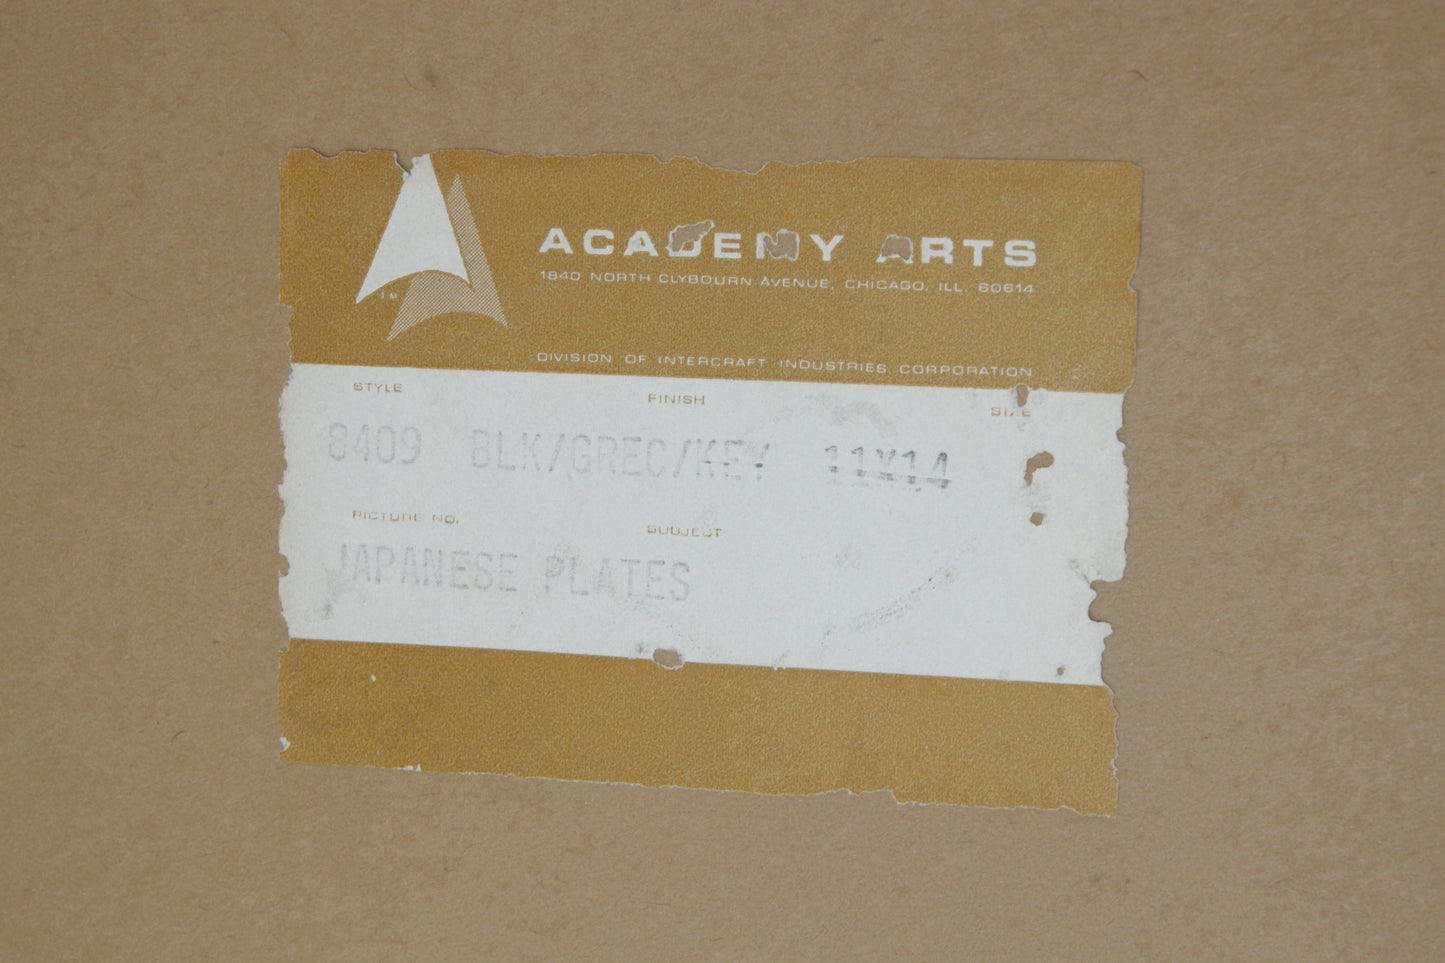 ACADEMY ARTS
1840 NORTH CLYBOURN AVENUE, CHICAGO, ILL. 60614
TM
DIVISION OF INTERCRAFT INDUSTRIES CORPORATION
STYLE FINISH SIZE
8409 BLK/GREC/KEY 11X14
PICTURE NO. SUBJECT
JAPANESE PLATES